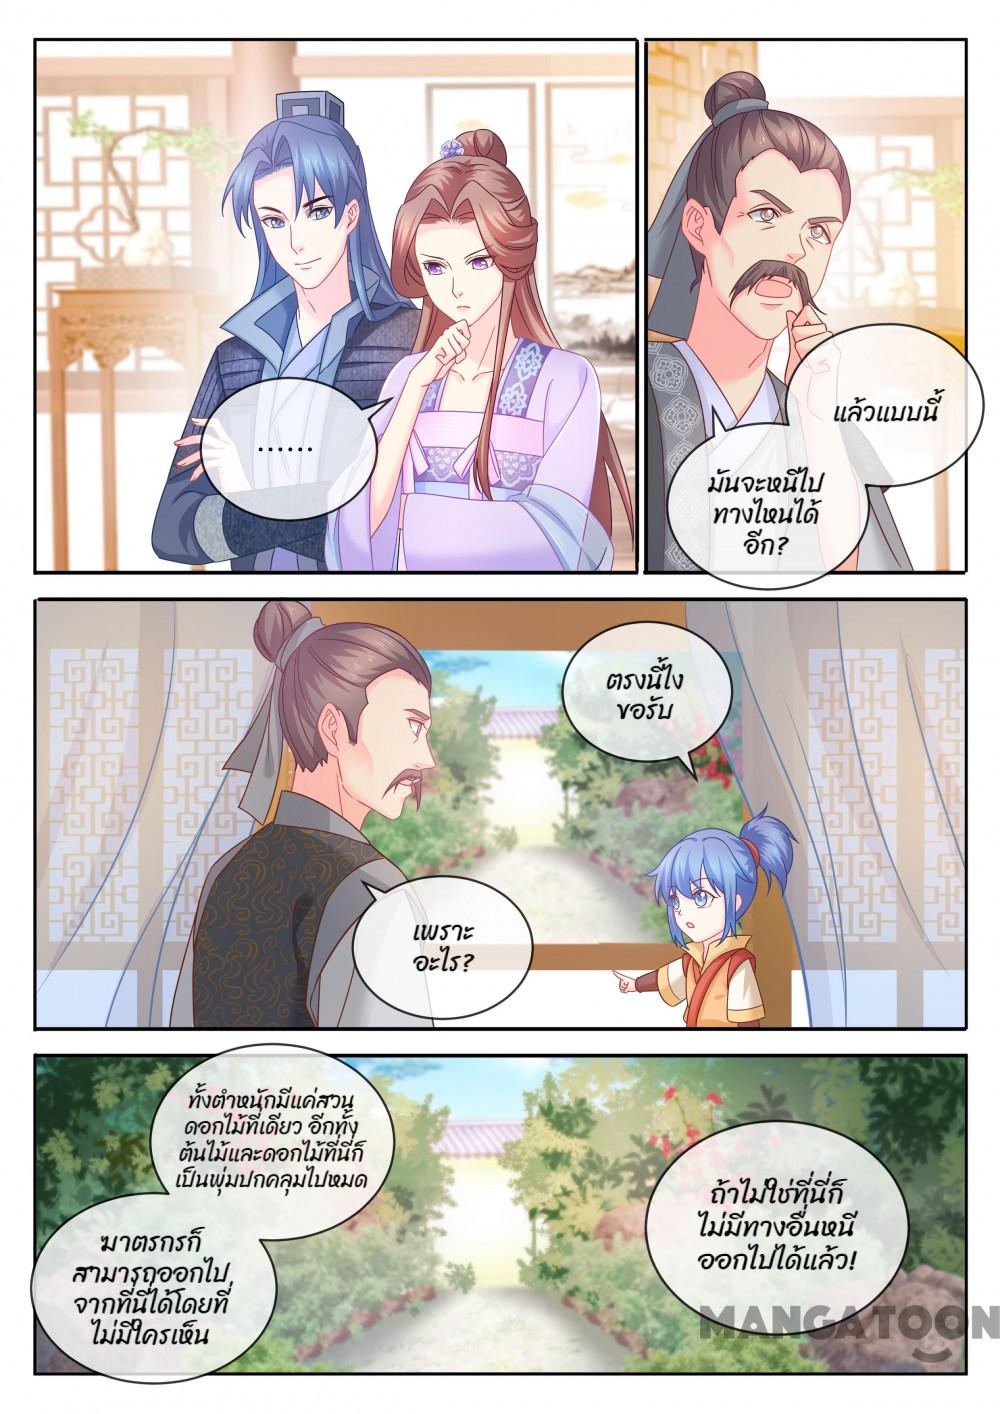 ……
แล้วแบบนี้
มันจะหนีไป
ทางไหนได้
อีก?
ตรงนี้ไง
ขอรับ
เพราะ
อะไร?
ทั้งตำหนักมีแค่สวน
ดอกไม้ที่เดียว อีกทั้ง
ต้นไม้และดอกไม้ที่นี่ก็
เป็นพุ่มปกคลุมไปหมด
ฆาตรกรก็
สามารถออกไป
จากที่นี่ได้โดยที่
ไม่มีใครเห็น
ถ้าไม่ใช่ที่นี่ก็
ไม่มีทางอื่นหนี
ออกไปได้แล้ว!
MANGATOON